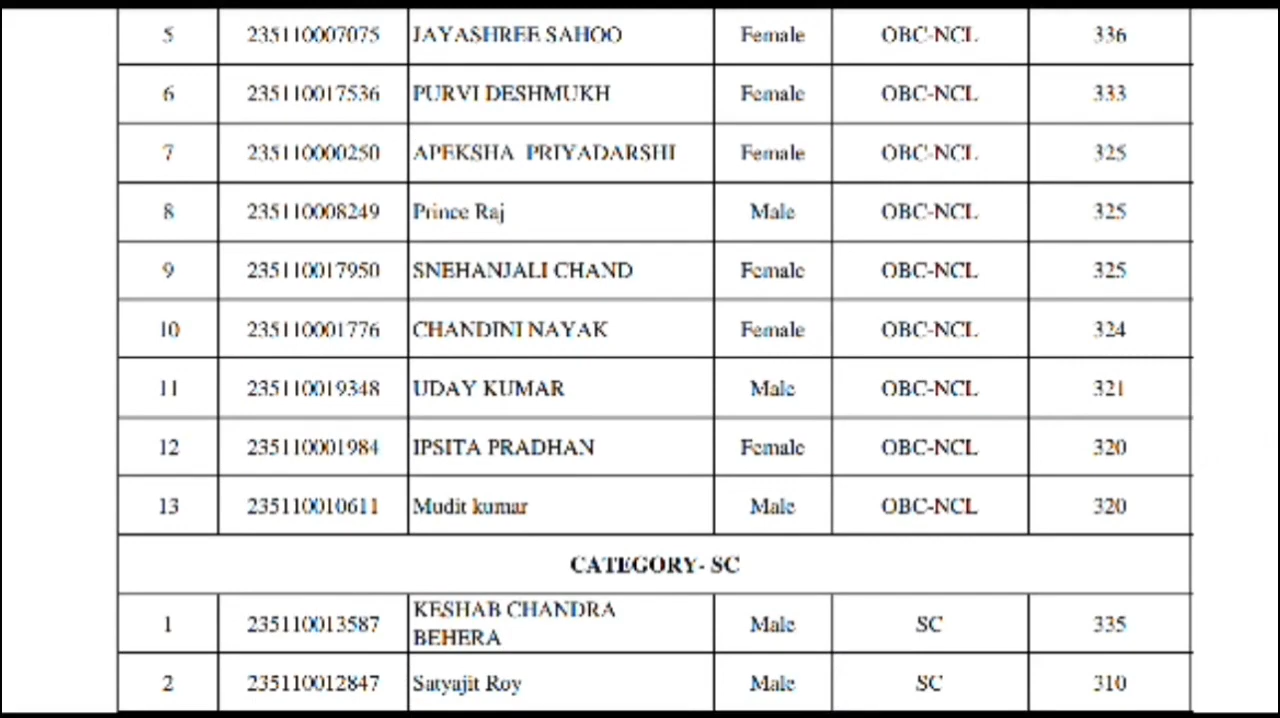 5 235110007075 JAYASHREE SAHOO Female OBC-NCL 336
6 235110017536 PURVI DESHMUKH Female OBC-NCL 333
7 235110000250 APEKSHA PRIYADARSHI Female OBC-NCL 325
8 235110008249 Prince Raj Male OBC-NCL 325
9 235110017950 SNEHANJALI CHAND Female OBC-NCL 325
10 235110001776 CHANDINI NAYAK Female OBC-NCL 324
11 235110019348 UDAY KUMAR Male OBC-NCL 321
12 235110001984 IPSITA PRADHAN Female OBC-NCL 320
13 235110010611 Mudit kumar Male OBC-NCL 320
CATEGORY- SC
1 235110013587 KESHAB CHANDRA BEHERA Male SC 335
2 235110012847 Satyajit Roy Male SC 310